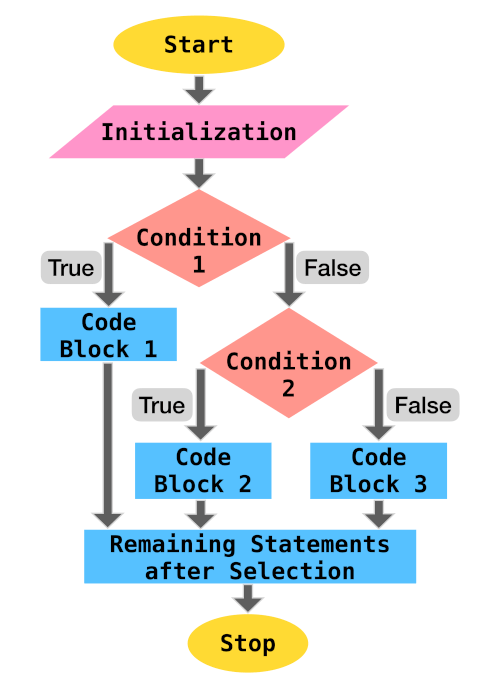 Start
Initialization
Condition
1
True
False
Code
Block 1
Condition
2
True
False
Code
Block 2
Code
Block 3
Remaining Statements
after Selection
Stop